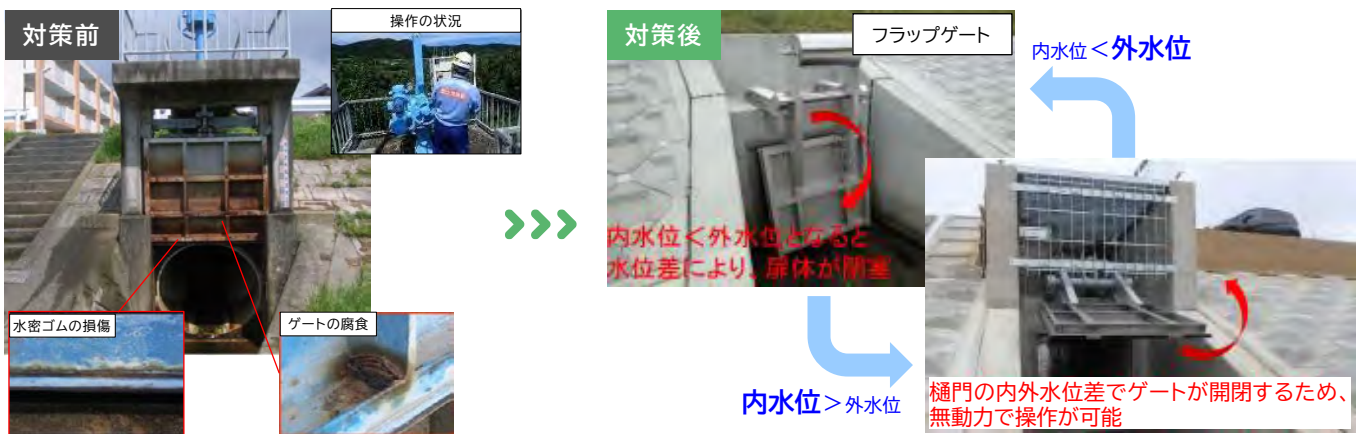 対策前
操作の状況
水密ゴムの損傷
ゲートの腐食
対策後
フラップゲート
内水位＜外水位
内水位＜外水位となると
水位差により、扉体が閉塞
内水位＞外水位
樋門の内外水位差でゲートが開閉するため、
無動力で操作が可能